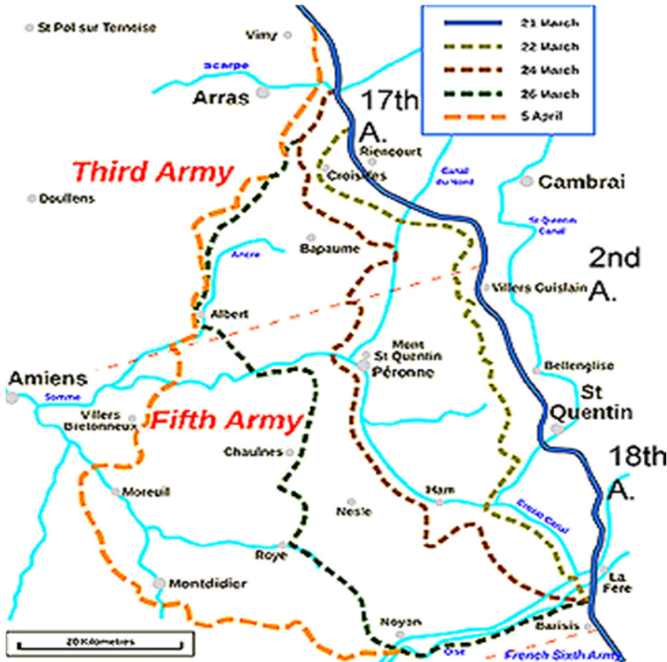 St Pol sur Ternoise
Vimy
Scarpe
Arras
17th
A.
21 March
22 March
24 March
26 March
5 April
Riencourt
Croisilles
Canal
du Nord
Third Army
Cambrai
Doullens
St Quentin
Canal
Ancre
Bapaume
2nd
A.
Villers Guislain
Albert
Mont
St Quentin
Péronne
Bellenglise
Amiens
Somme
St
Quentin
Villers
Bretonneux
Fifth Army
Chaulnes
18th
A.
Moreuil
Ham
Nesle
Crozat Canal
Roye
Montdidier
La
Fère
Noyon
Barisis
Oise
French Sixth Army
20 Kilometres